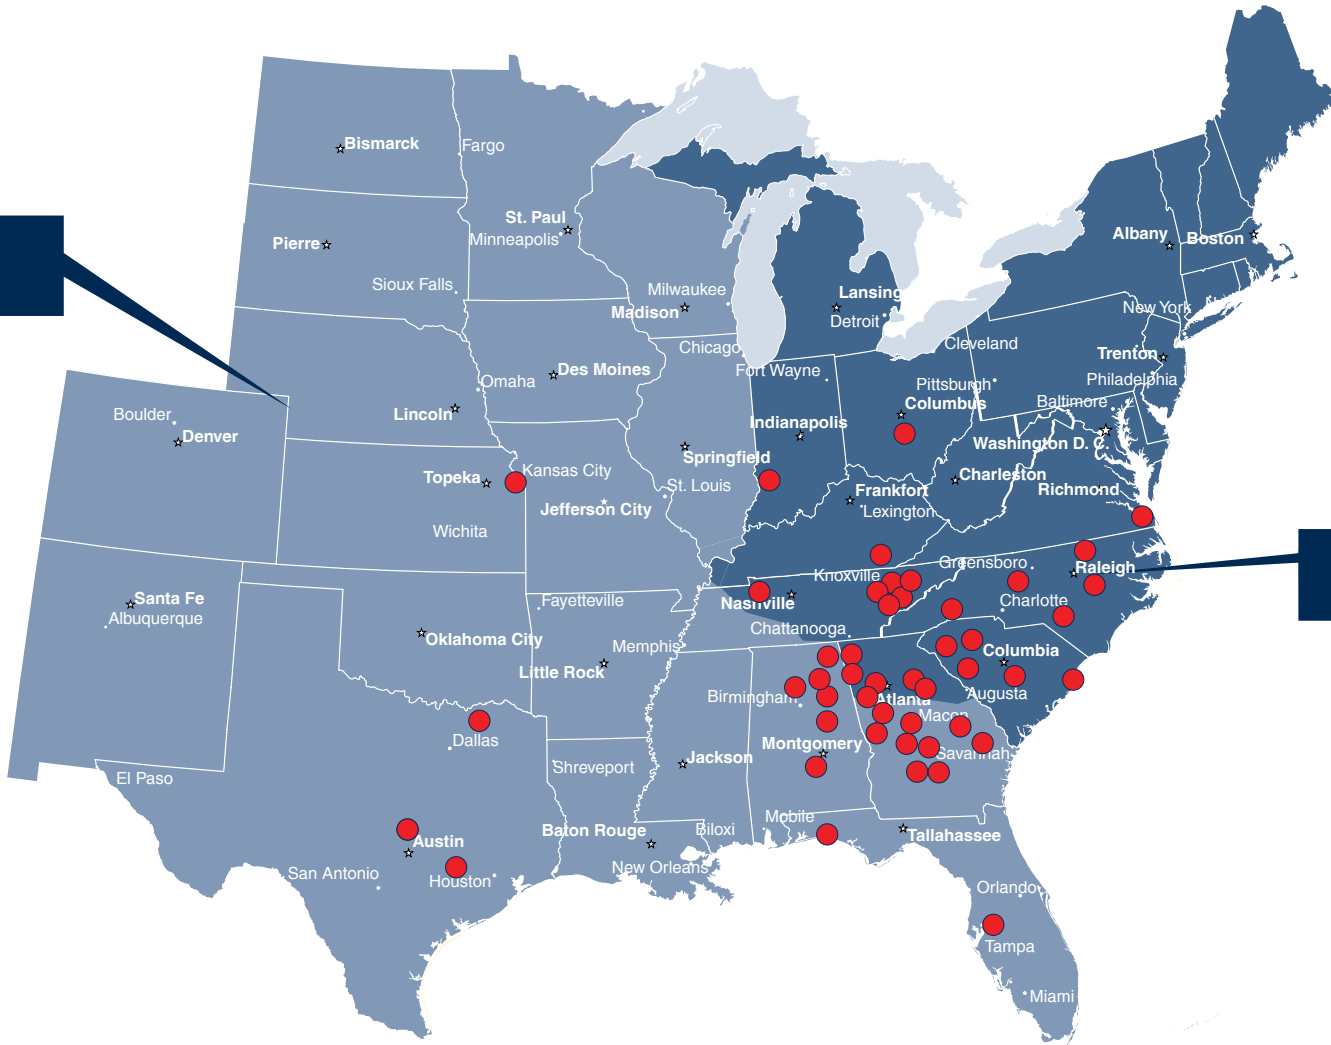 Bismarck
Fargo
St. Paul
Minneapolis
Pierre
Albany
Boston
Sioux Falls
Milwaukee
Lansing
Madison
Detroit
New York
Chicago
Cleveland
Trenton
Fort Wayne
Des Moines
Omaha
Pittsburgh
Philadelphia
Columbus
Baltimore
Boulder
Lincoln
Denver
Indianapolis
Washington D. C.
Springfield
Kansas City
Topeka
St. Louis
Charleston
Frankfort
Richmond
Jefferson City
Lexington
Wichita
Greensboro
Raleigh
Knoxville
Santa Fe
Fayetteville
Nashville
Charlotte
Albuquerque
Chattanooga
Oklahoma City
Memphis
Columbia
Little Rock
Birmingham
Augusta
Atlanta
Macon
Dallas
Montgomery
Savannah
Jackson
Shreveport
El Paso
Mobile
Baton Rouge
Biloxi
Tallahassee
Austin
New Orleans
San Antonio
Houston
Orlando
Tampa
Miami